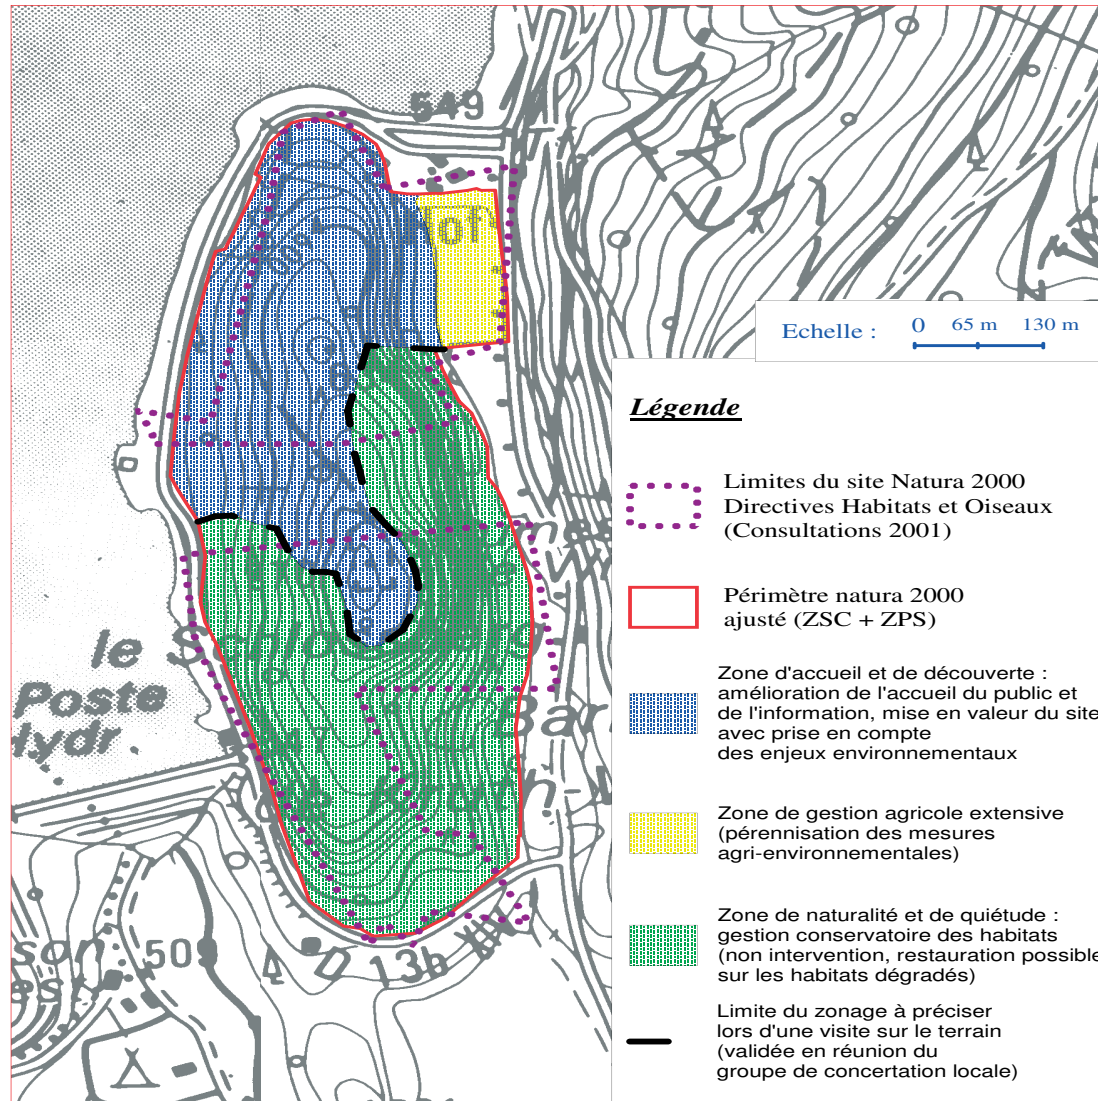 549
Echelle :
0 65 m 130 m
Légende
Limites du site Natura 2000
Directives Habitats et Oiseaux
(Consultations 2001)
Périmètre natura 2000
ajusté (ZSC + ZPS)
Zone d'accueil et de découverte :
amélioration de l'accueil du public et
de l'information, mise en valeur du site
avec prise en compte
des enjeux environnementaux
Zone de gestion agricole extensive
(pérennisation des mesures
agri-environnementales)
Zone de naturalité et de quiétude :
gestion conservatoire des habitats
(non intervention, restauration possible
sur les habitats dégradés)
Limite du zonage à préciser
lors d'une visite sur le terrain
(validée en réunion du
groupe de concertation locale)
le
Poste
Hydr
D 13b